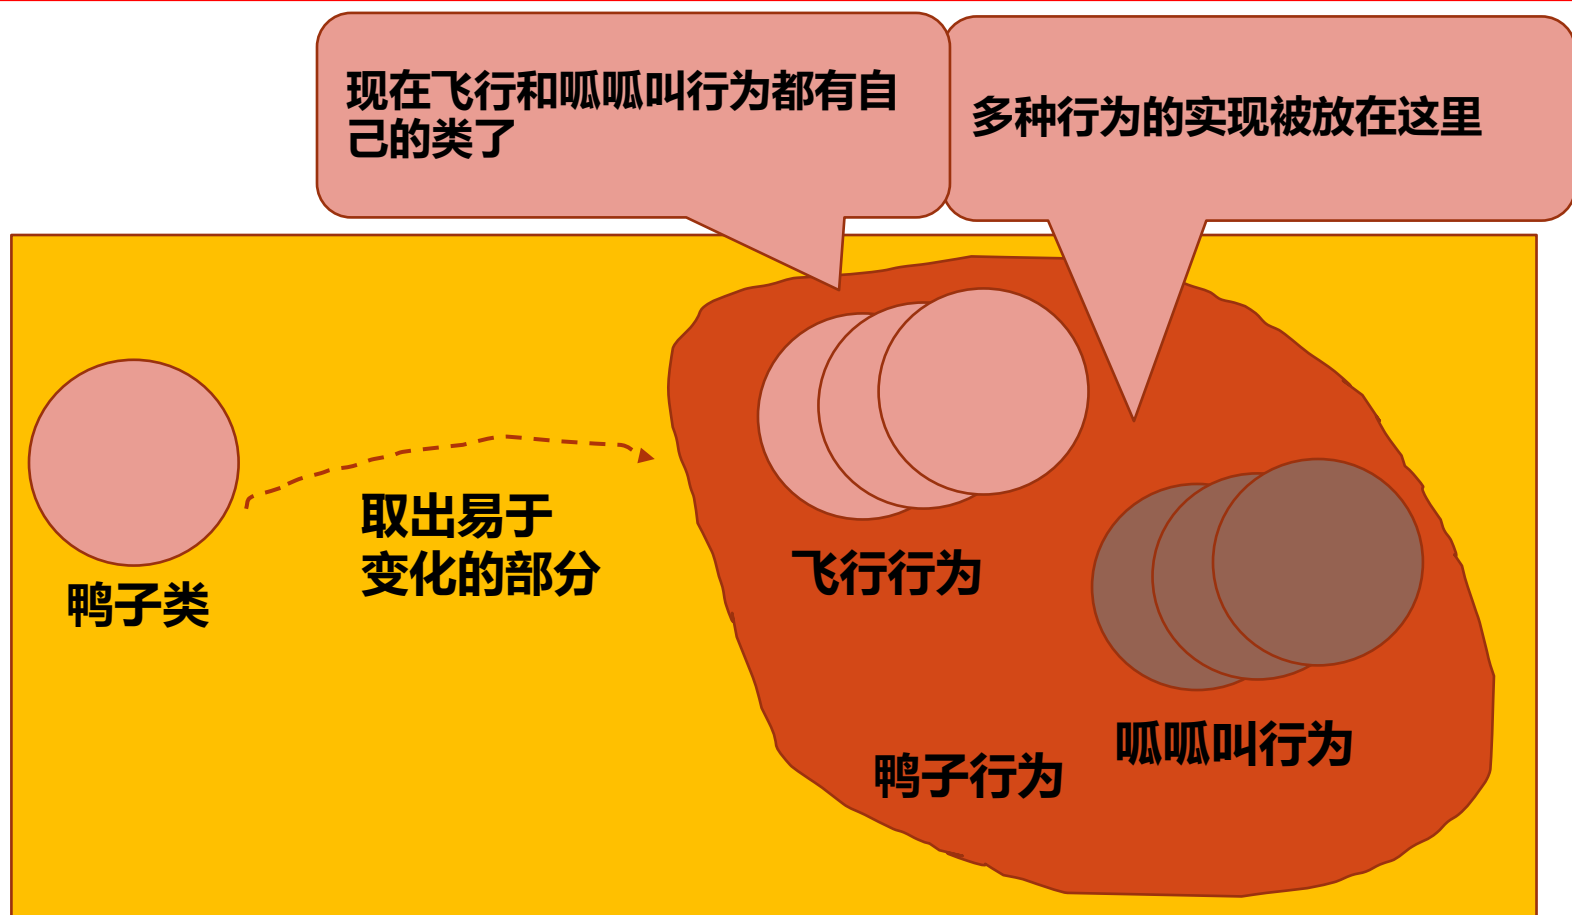 现在飞行和呱呱叫行为都有自
己的类了
多种行为的实现被放在这里
取出易于
变化的部分
鸭子类
飞行行为
呱呱叫行为
鸭子行为